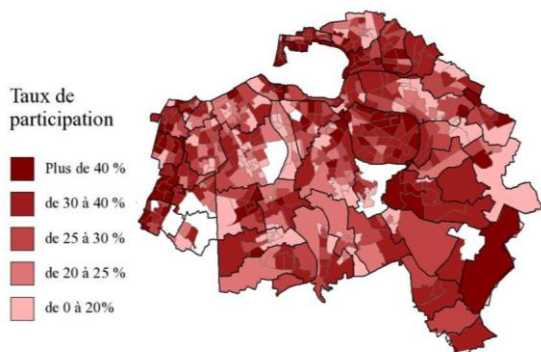 Taux de
participation
Plus de 40 %
de 30 à 40 %
de 25 à 30 %
de 20 à 25 %
de 0 à 20%